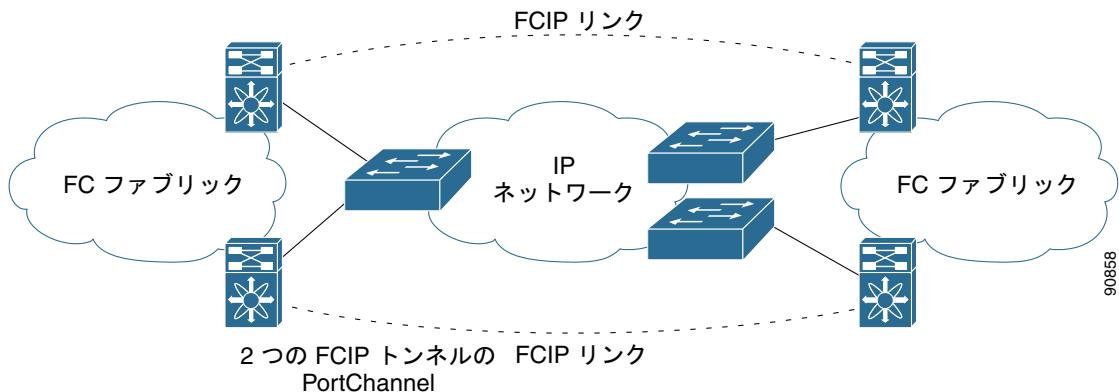 FCIP リンク
FC ファブリック
IP
ネットワーク
FC ファブリック
2 つの FCIP トンネルの
PortChannel
FCIP リンク
90858